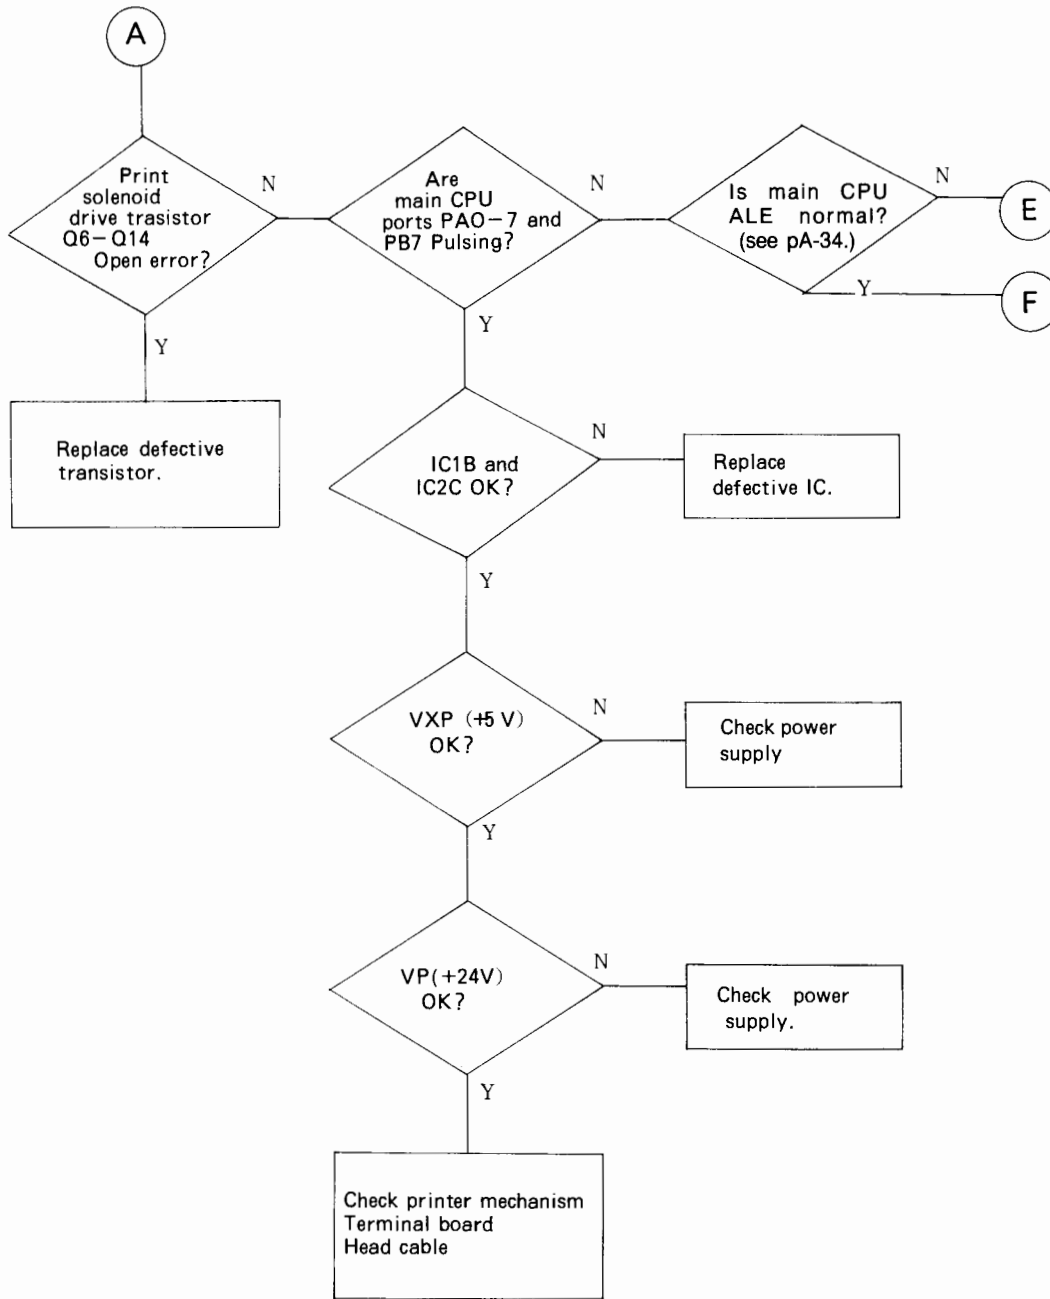 A
Print
solenoid
drive trasistor
Q6-Q14
Open error?
N
Y
Replace defective
transistor.
Are
main CPU
ports PAO-7 and
PB7 Pulsing?
N
Y
Is main CPU
ALE normal?
(see pA-34.)
N
E
Y
F
IC1B and
IC2C OK?
N
Replace
defective IC.
Y
VXP (+5 V)
OK?
N
Check power
supply
Y
VP(+24V)
OK?
N
Check power
supply.
Y
Check printer mechanism
Terminal board
Head cable